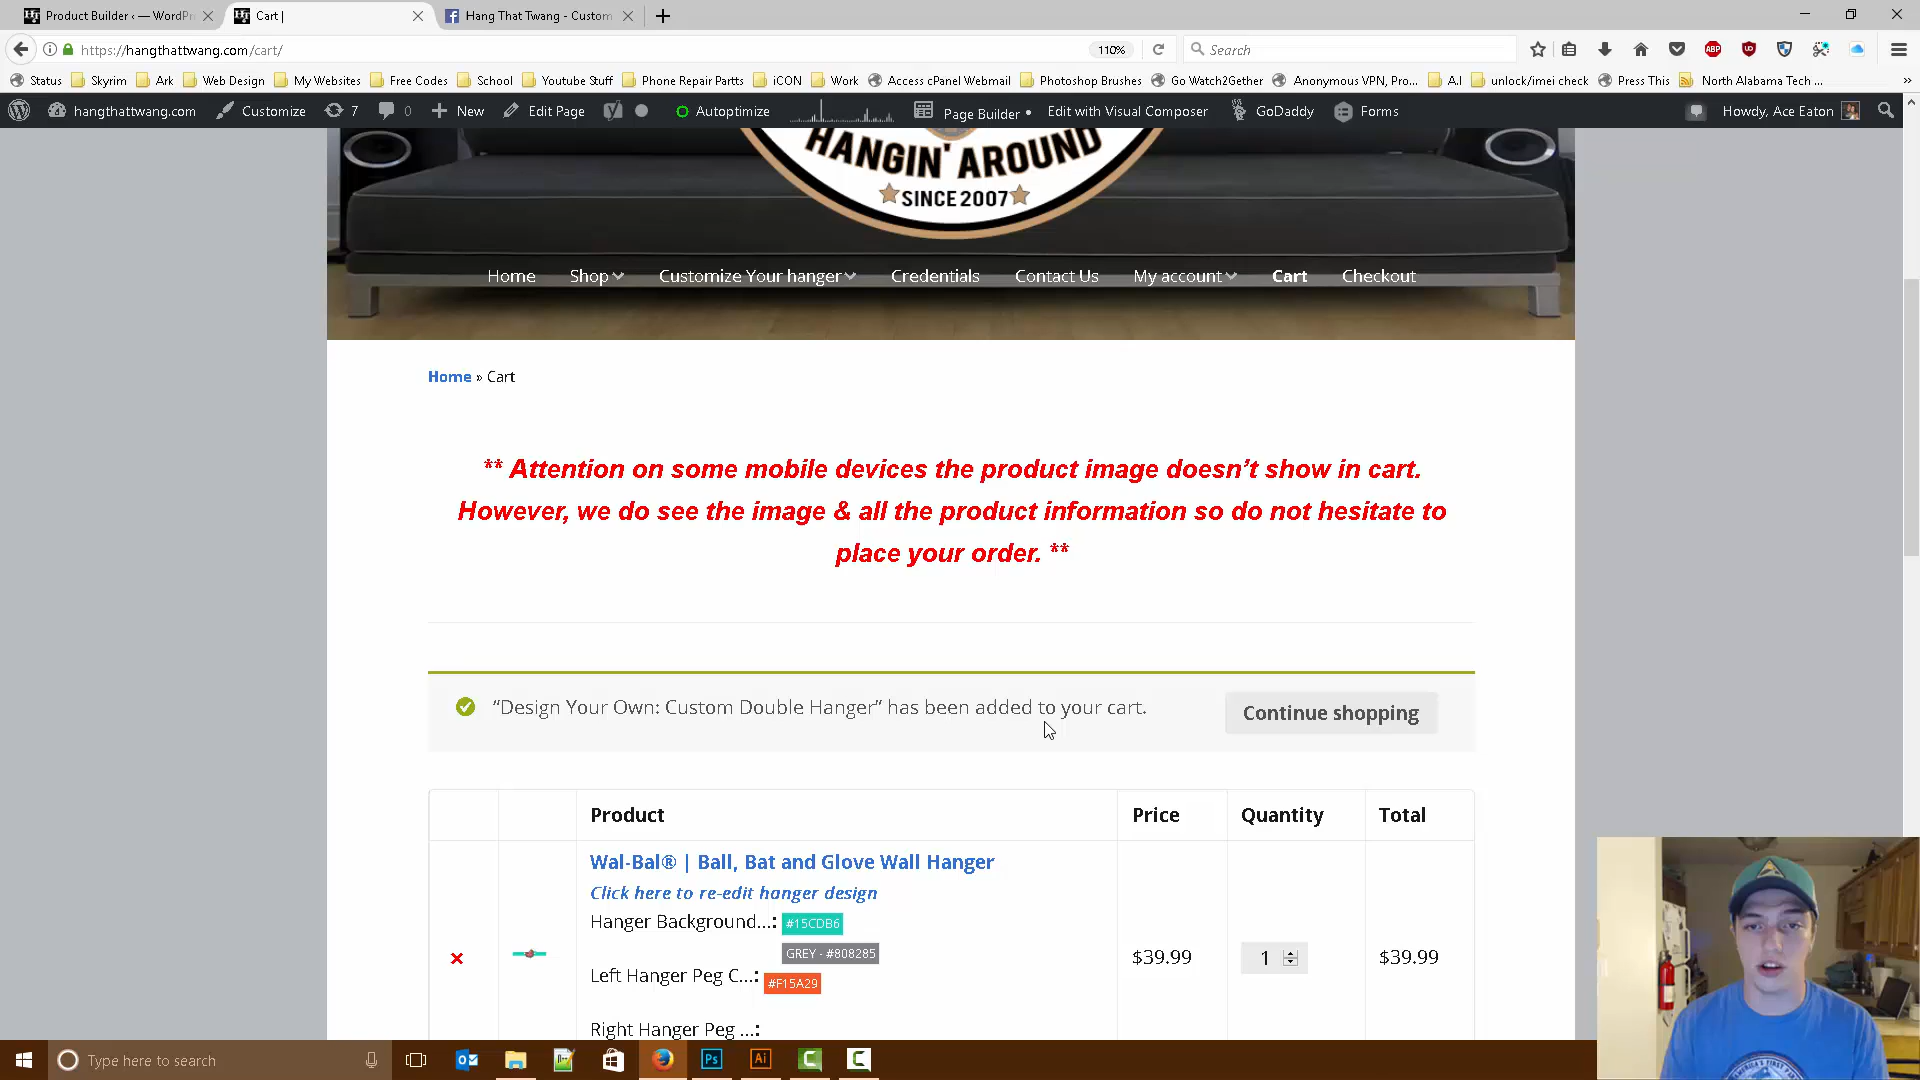 Product Builder ‹ — WordPr
Cart |
Hang That Twang - Custom
https://hangthattwang.com/cart/
110%
Search
ABP
Status
Skyrim
Ark
Web Design
My Websites
Free Codes
School
Youtube Stuff
Phone Repair Partts
iCON
Work
Access cPanel Webmail
Photoshop Brushes
Go Watch2Gether
Anonymous VPN, Pro...
A.I
unlock/imei check
Press This
North Alabama Tech ...
hangthattwang.com
Customize
7
0
New
Edit Page
Autoptimize
Page Builder
Edit with Visual Composer
GoDaddy
Forms
Howdy, Ace Eaton
HANGIN' AROUND
SINCE 2007
Home
Shop
Customize Your hanger
Credentials
Contact Us
My account
Cart
Checkout
Home » Cart
** Attention on some mobile devices the product image doesn’t show in cart.
However, we do see the image & all the product information so do not hesitate to
place your order. **
“Design Your Own: Custom Double Hanger” has been added to your cart.
Continue shopping
Product
Price
Quantity
Total
Wal-Bal® | Ball, Bat and Glove Wall Hanger
Click here to re-edit hanger design
Hanger Background...: #15CDB6
GREY - #808285
Left Hanger Peg C...: #F15A29
Right Hanger Peg ...:
×
$39.99
1
$39.99
Type here to search
Ps
Ai